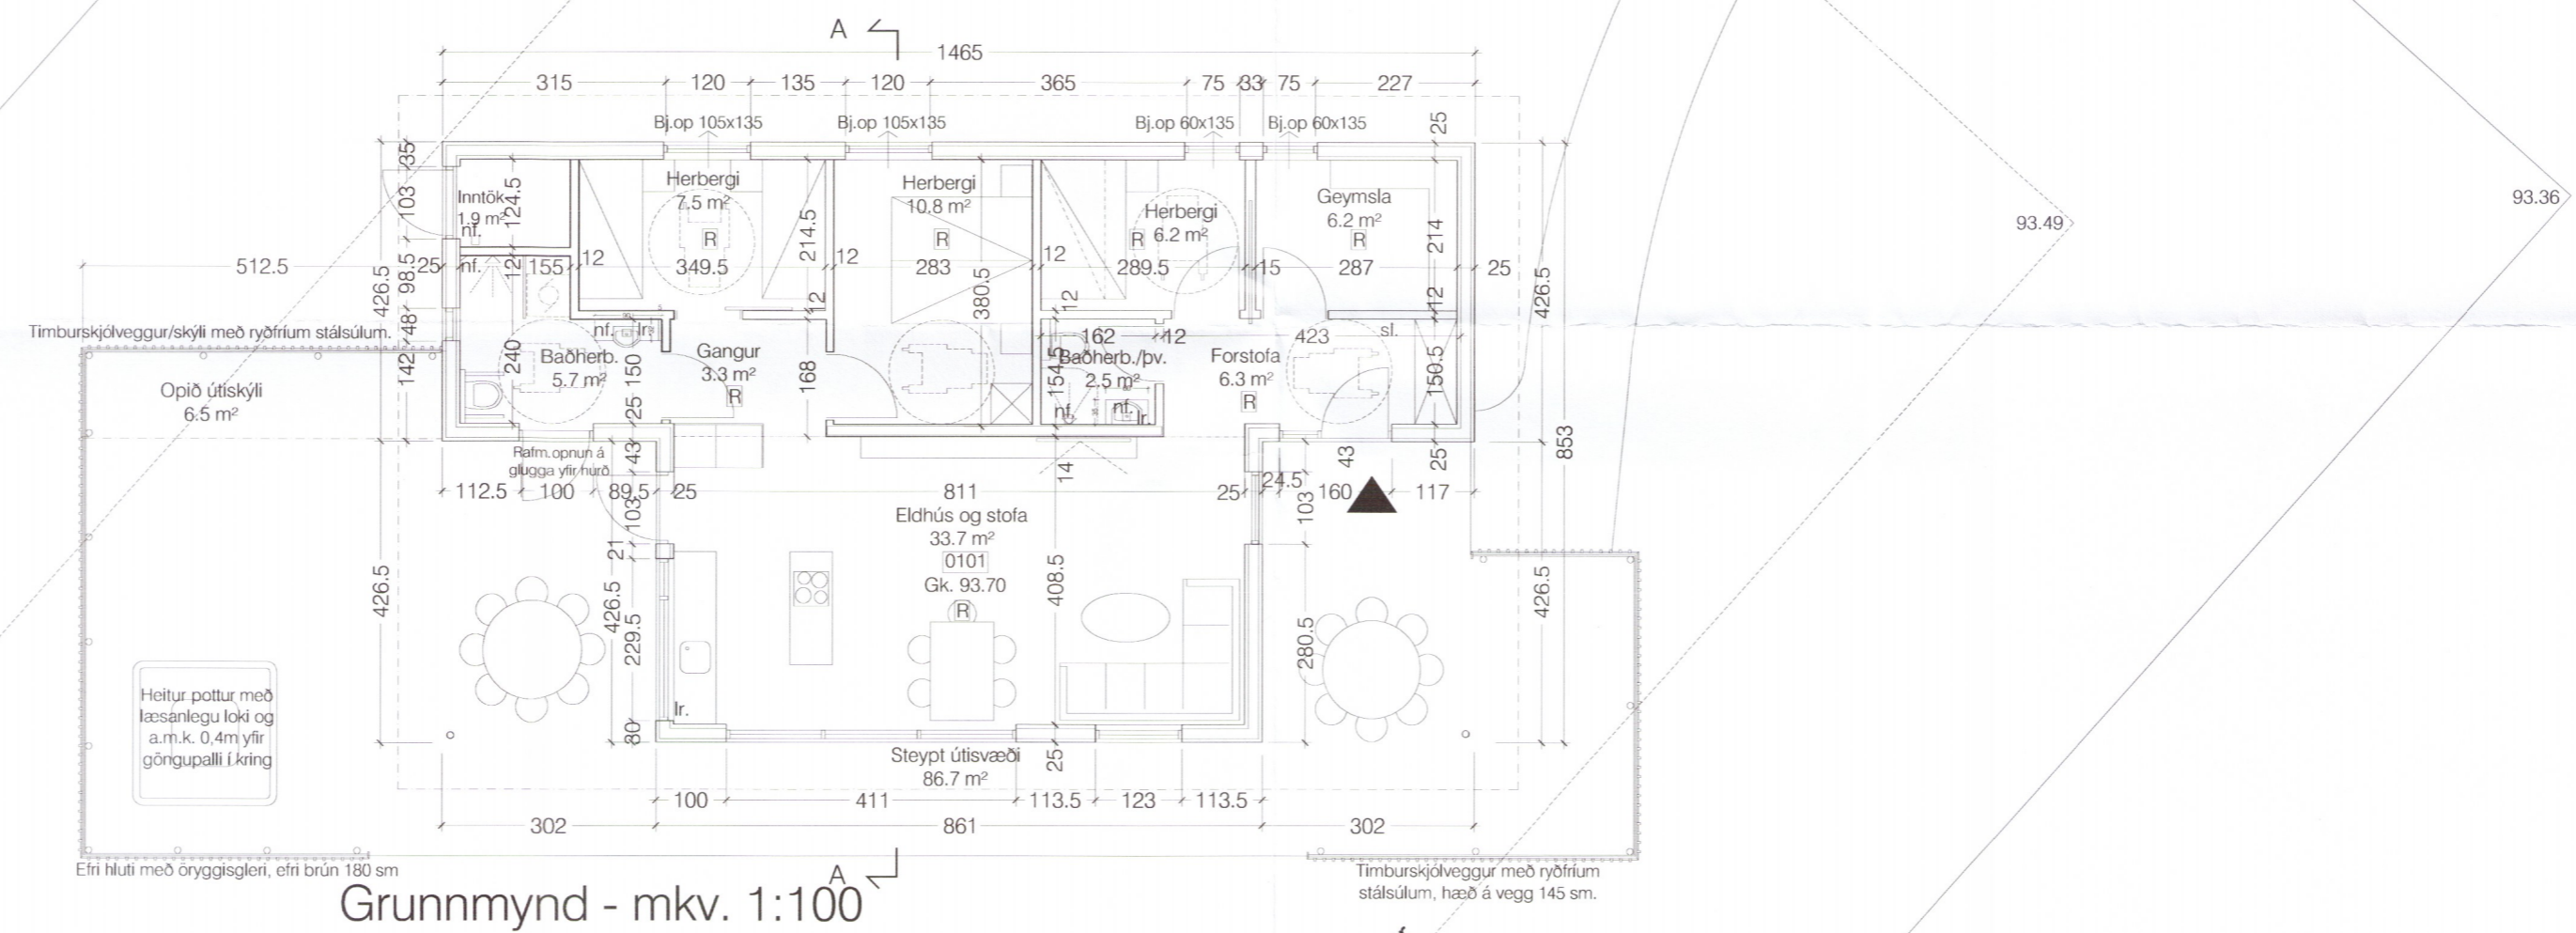 A
1465
315 120 135 120 365 75 33 75 227
Bj.op 105x135 Bj.op 105x135 Bj.op 60x135 Bj.op 60x135
25
35
103
98.5
48
142
426.5
426.5
Inntök
1.9 m²
nf.
124.5
Herbergi
7.5 m²
R
214.5
Herbergi
10.8 m²
R
Herbergi
6.2 m²
R
Geymsla
6.2 m²
R
214
93.49
93.36
512.5
25 nf. 12 155 12 349.5 12 283 12 289.5 15 287 25
380.5
12
12
12
426.5
853
426.5
Timburskjólveggur/skýli með ryðfríum stálsúlum.
Opið útiskýli
6.5 m²
240
nf. lr.
Baðherb.
5.7 m²
150
25
43
Gangur
3.3 m²
R
168
162 12
154.5
Baðherb./þv.
2.5 m²
nf. nf.
lr.
Forstofa
6.3 m²
R
423 sl.
150.5
25
43
Rafm.opnun á
glugga yfir hurð
14
112.5 100 89.5 25 811 25 24.5 160 117
103
21
426.5
229.5
80
103
280.5
Eldhús og stofa
33.7 m²
0101
Gk. 93.70
R
408.5
lr.
Heitur pottur með
læsanlegu loki og
a.m.k. 0,4m yfir
göngupalli í kring
Steypt útisvæði
86.7 m²
25
100 411 113.5 123 113.5
302 861 302
Efri hluti með öryggisgleri, efri brún 180 sm
A
Timburskjólveggur með ryðfríum
stálsúlum, hæð á vegg 145 sm.
Grunnmynd - mkv. 1:100